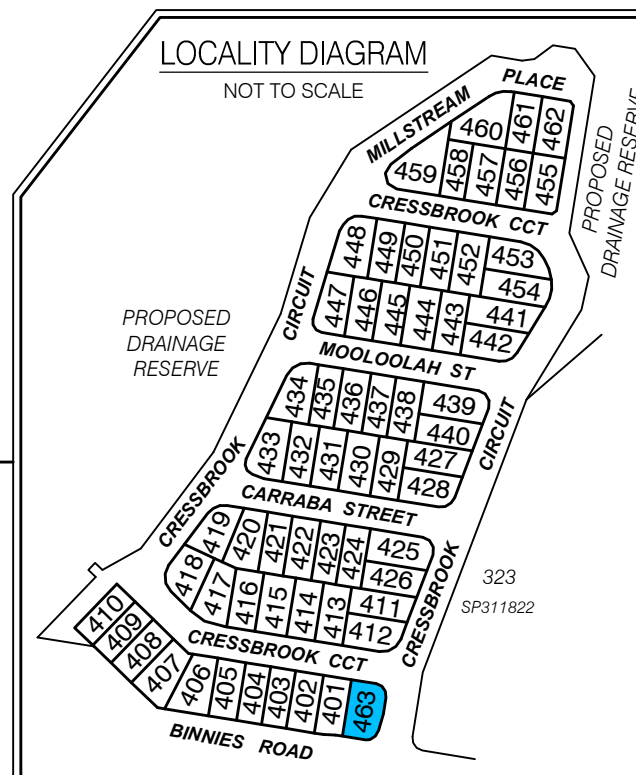 LOCALITY DIAGRAM
NOT TO SCALE
MILLSTREAM PLACE
460 461 462
459 458 457 456 455
PROPOSED
DRAINAGE RESERVE
CRESSBROOK CCT
448 449 450 451 452 453
454
447 446 445 444 443 441
442
CIRCUIT
PROPOSED
DRAINAGE
RESERVE
MOOLOOLAH ST
434 435 436 437 438 439
440
433 432 431 430 429 427
428
CIRCUIT
CRESSBROOK
CARRABA STREET
419 420 421 422 423 424 425
426
418 417 416 415 414 413 411
412
CRESSBROOK
323
SP311822
CRESSBROOK CCT
410
409
408
407 406 405 404 403 402 401 463
BINNIES ROAD